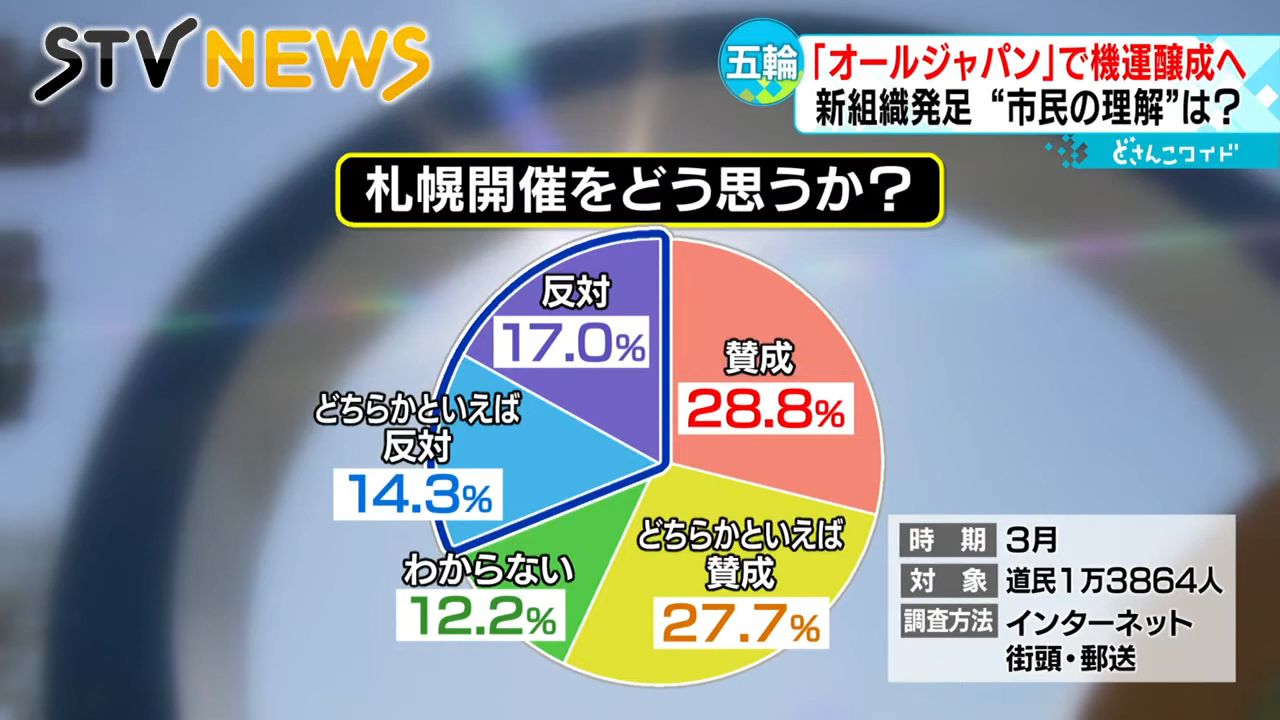 STV NEWS
五輪
「オールジャパン」で機運醸成へ
新組織発足 “市民の理解”は?
どさんこワイド
札幌開催をどう思うか?
反対
17.0%
賛成
28.8%
どちらかといえば
反対
14.3%
どちらかといえば
賛成
27.7%
わからない
12.2%
時 期 3月
対 象 道民1万3864人
調査方法 インターネット
街頭・郵送